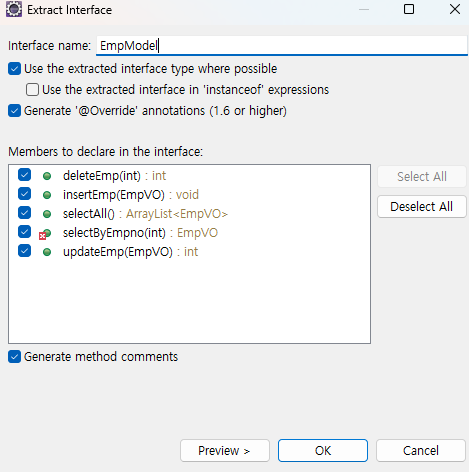 Extract Interface
Interface name: EmpModel
Use the extracted interface type where possible
Use the extracted interface in 'instanceof' expressions
Generate '@Override' annotations (1.6 or higher)
Members to declare in the interface:
deleteEmp(int) : int
insertEmp(EmpVO) : void
selectAll() : ArrayList<EmpVO>
selectByEmpno(int) : EmpVO
updateEmp(EmpVO) : int
Select All
Deselect All
Generate method comments
Preview >
OK
Cancel